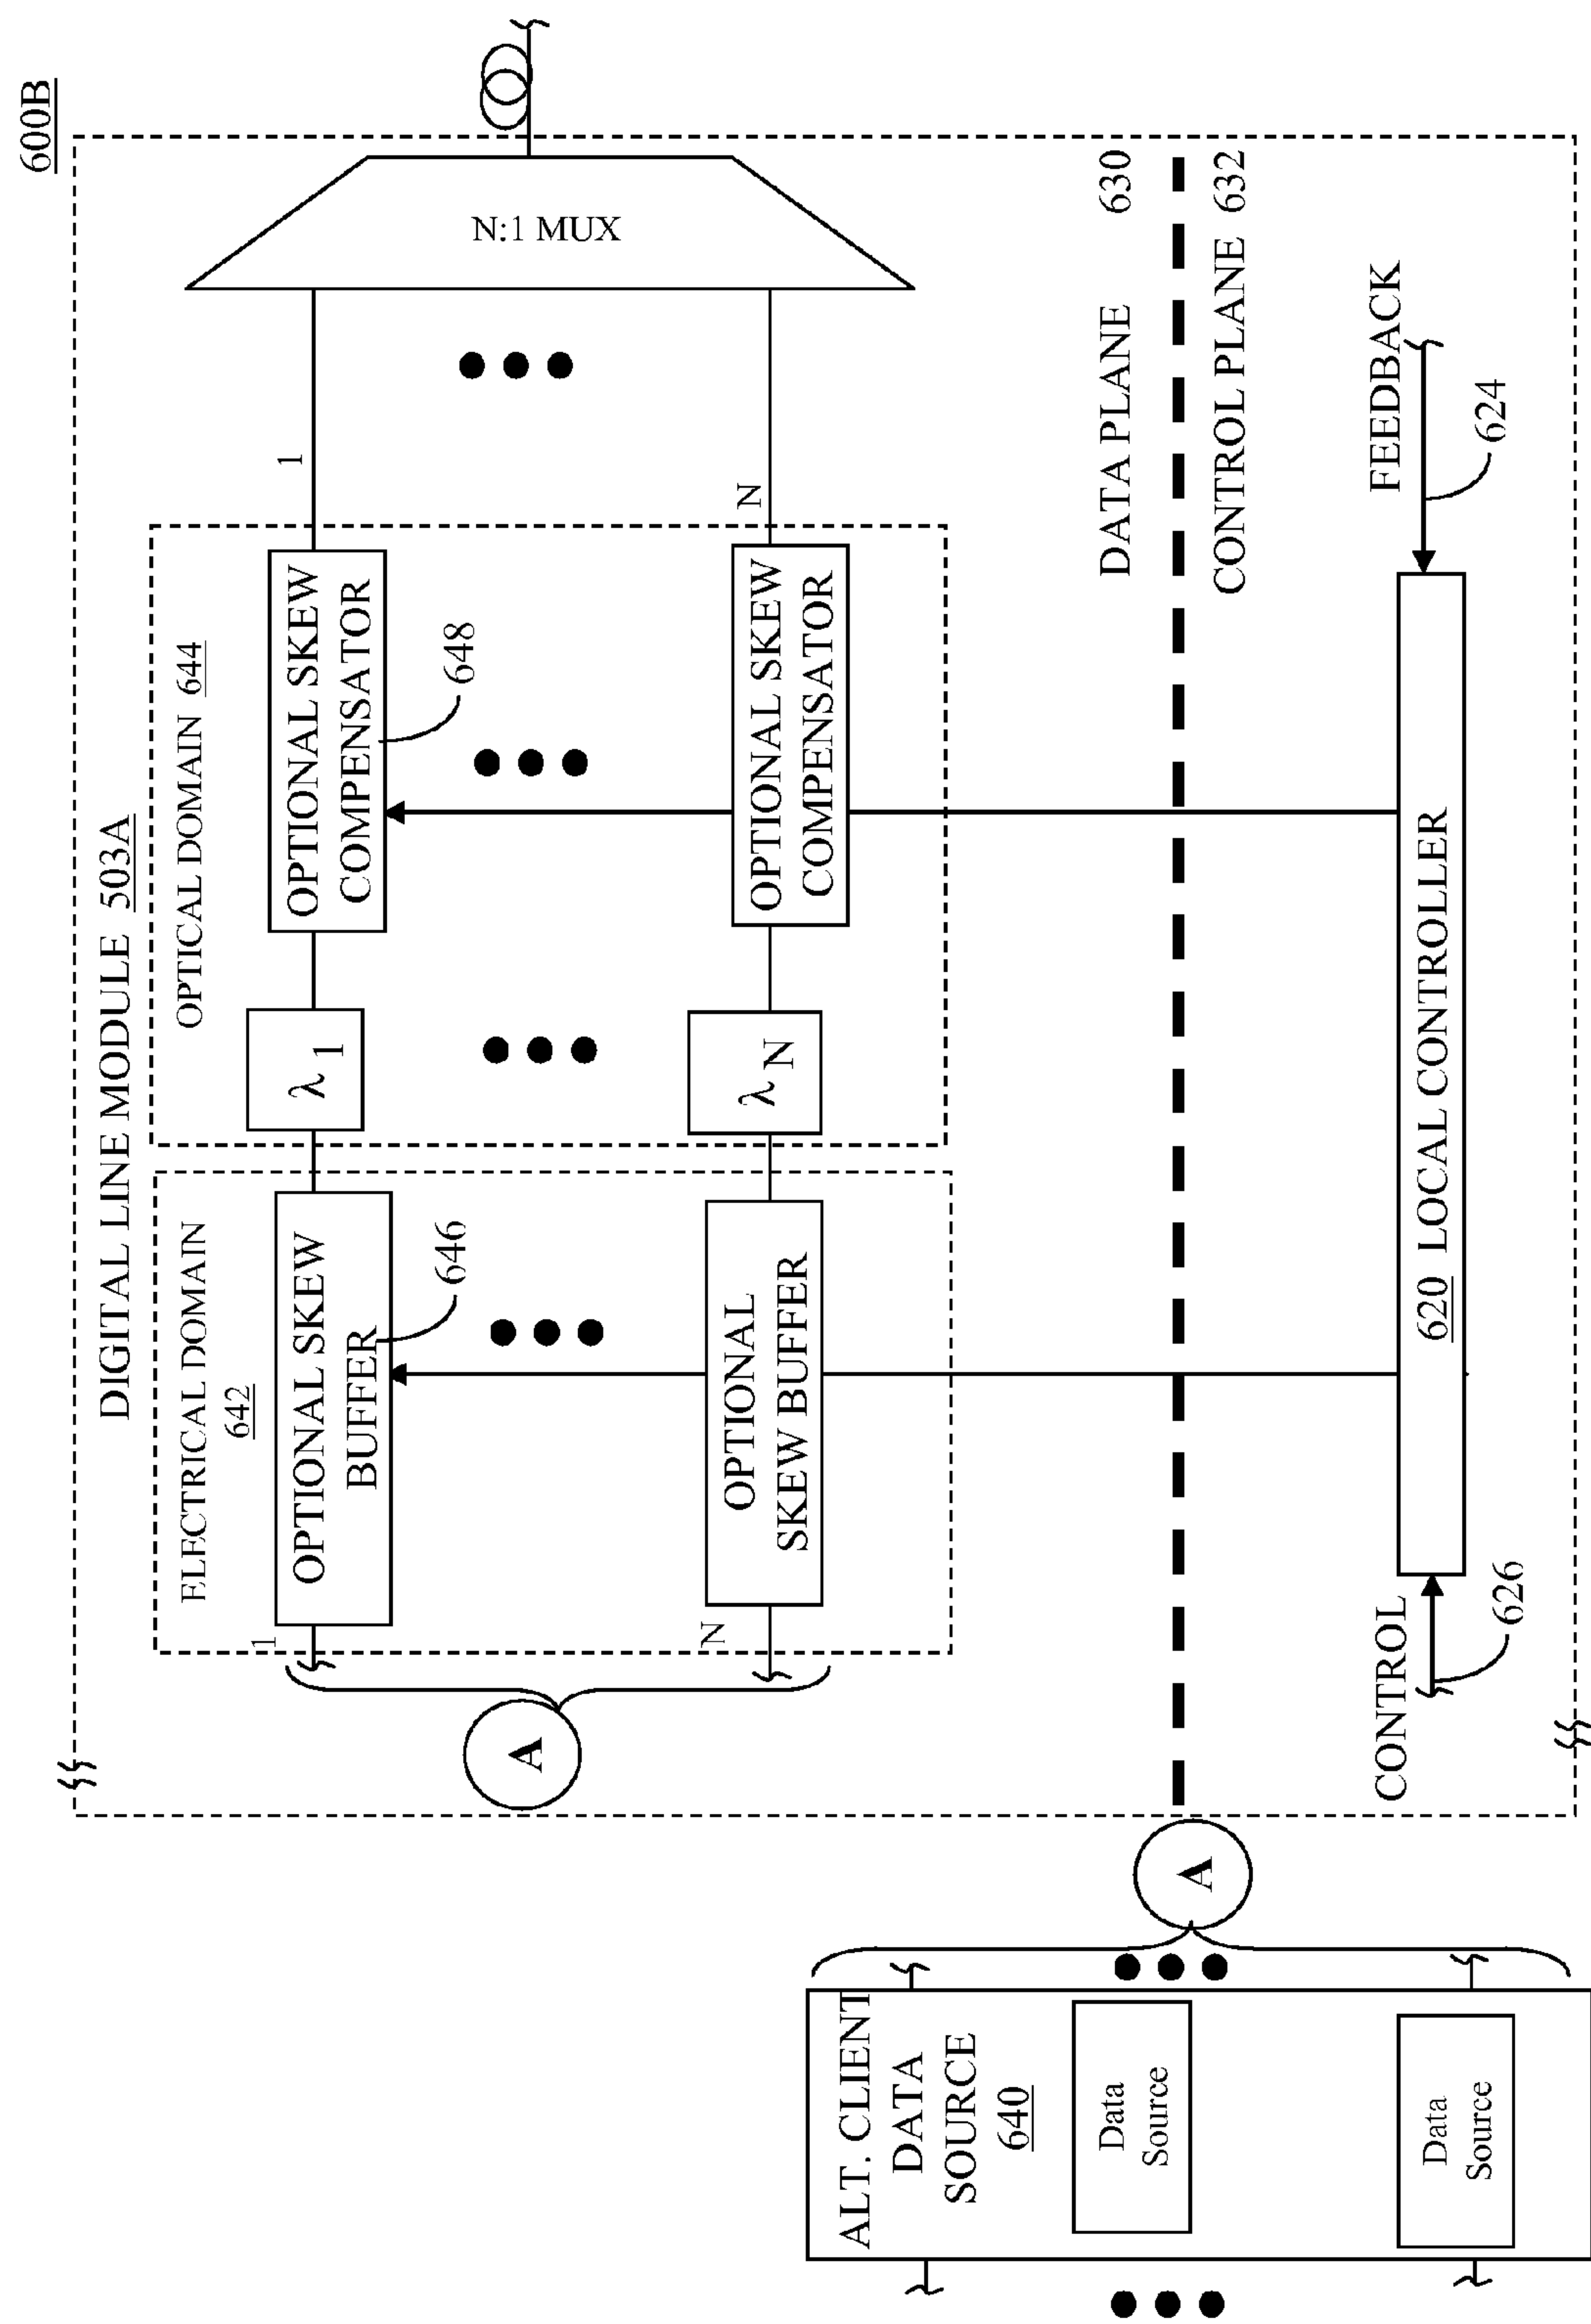 600B
DIGITAL LINE MODULE 503A
ELECTRICAL DOMAIN
642
OPTICAL DOMAIN 644
1
OPTIONAL SKEW
BUFFER
646
λ 1
OPTIONAL SKEW
COMPENSATOR
648
1
N:1 MUX
A
N
OPTIONAL
SKEW BUFFER
λ N
OPTIONAL SKEW
COMPENSATOR
N
DATA PLANE 630
CONTROL PLANE 632
CONTROL
626
620 LOCAL CONTROLLER
FEEDBACK
624
ALT. CLIENT
DATA
SOURCE
640
Data
Source
Data
Source
A